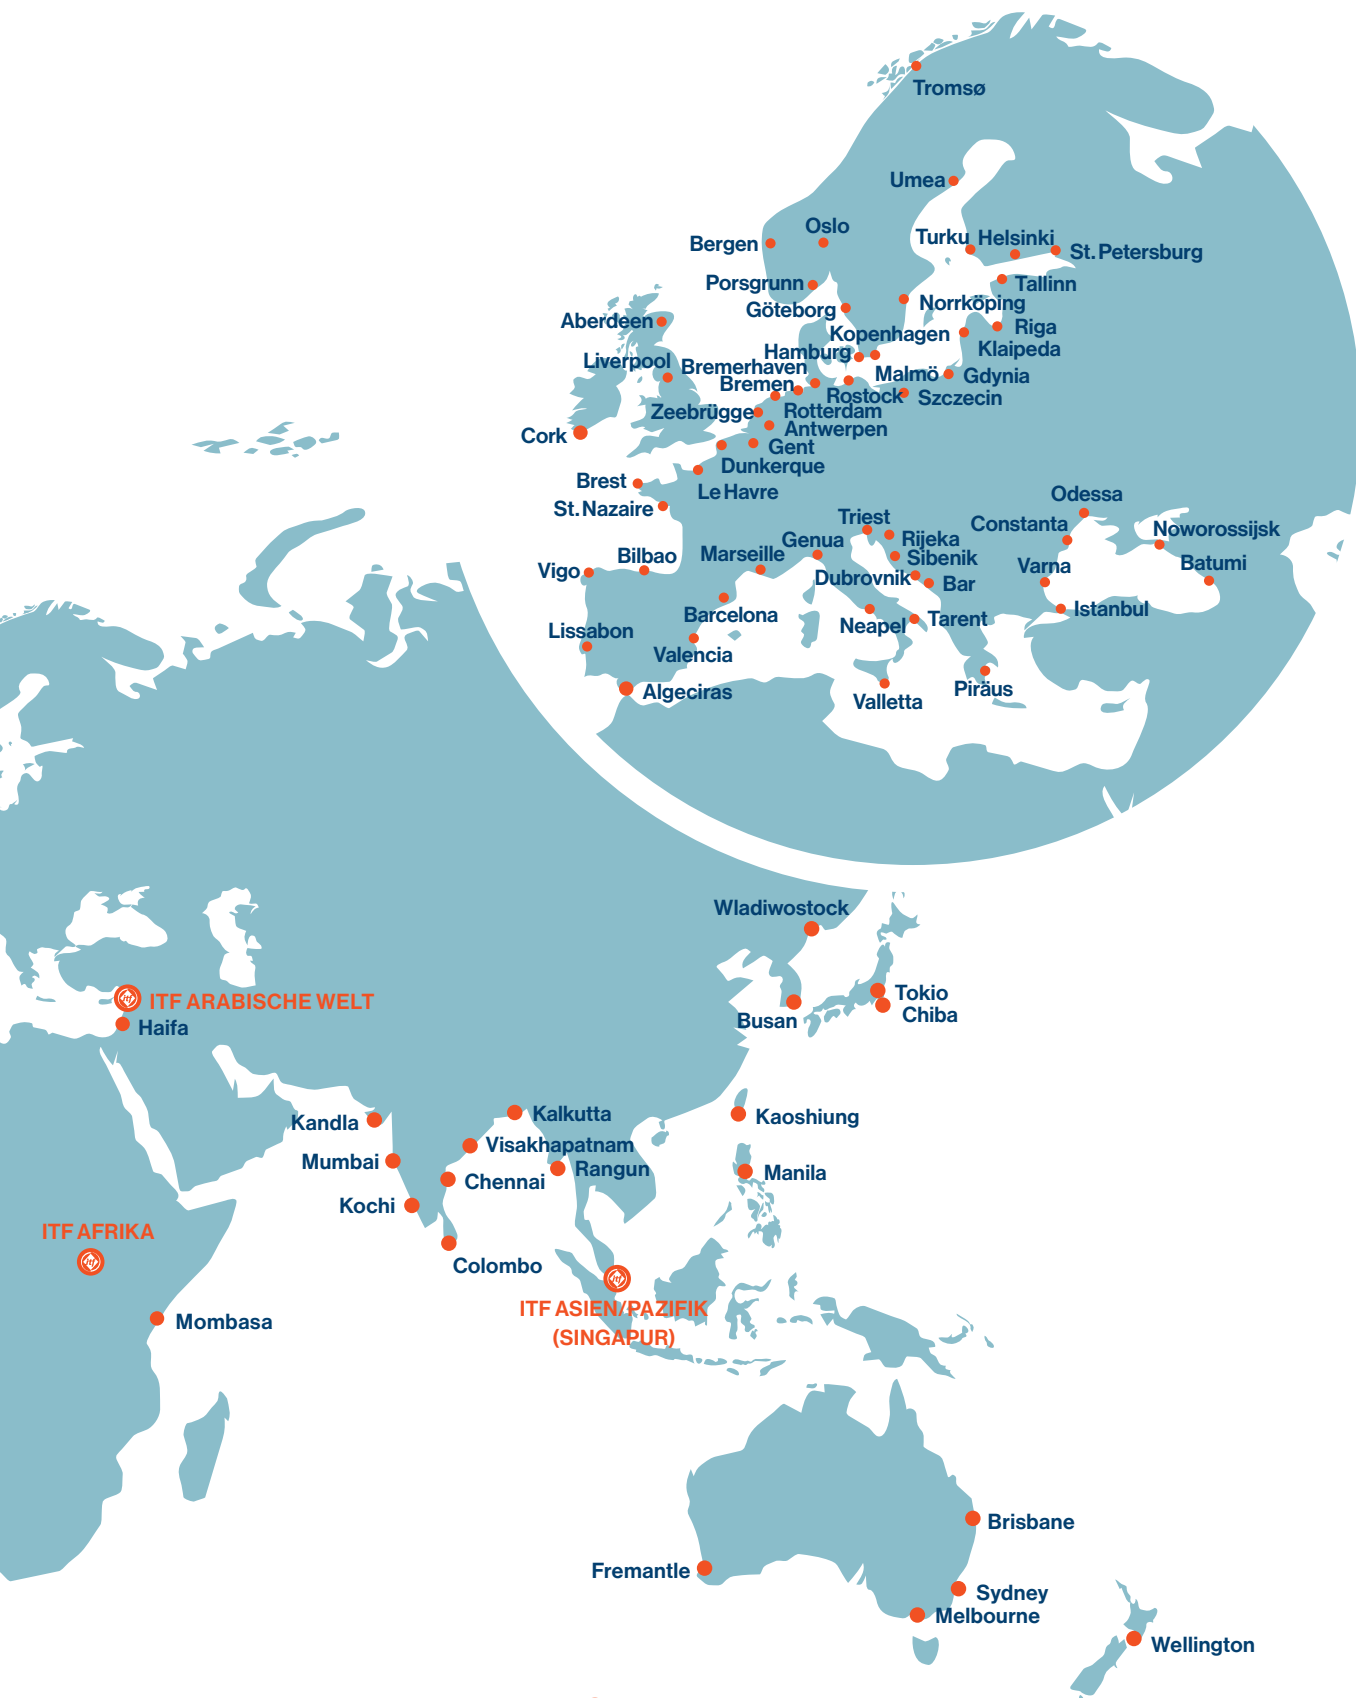 Tromsø
Umea
Oslo
Bergen
Turku
Helsinki
St. Petersburg
Porsgrunn
Tallinn
Göteborg
Norrköping
Aberdeen
Riga
Kopenhagen
Klaipeda
Hamburg
Liverpool
Bremerhaven
Malmö
Gdynia
Bremen
Rostock
Szczecin
Zeebrügge
Rotterdam
Antwerpen
Cork
Gent
Dunkerque
Brest
Le Havre
St. Nazaire
Odessa
Triest
Constanta
Noworossijsk
Genua
Rijeka
Bilbao
Marseille
Sibenik
Varna
Batumi
Vigo
Dubrovnik
Bar
Barcelona
Istanbul
Neapel
Tarent
Lissabon
Valencia
Algeciras
Valletta
Piräus
Wladiwostock
ITF ARABISCHE WELT
Tokio
Haifa
Busan
Chiba
Kandla
Kalkutta
Kaoshiung
Visakhapatnam
Mumbai
Rangun
Manila
Chennai
Kochi
ITF AFRIKA
itf
Colombo
itf
ITF ASIEN/PAZIFIK
(SINGAPUR)
Mombasa
Brisbane
Fremantle
Sydney
Melbourne
Wellington